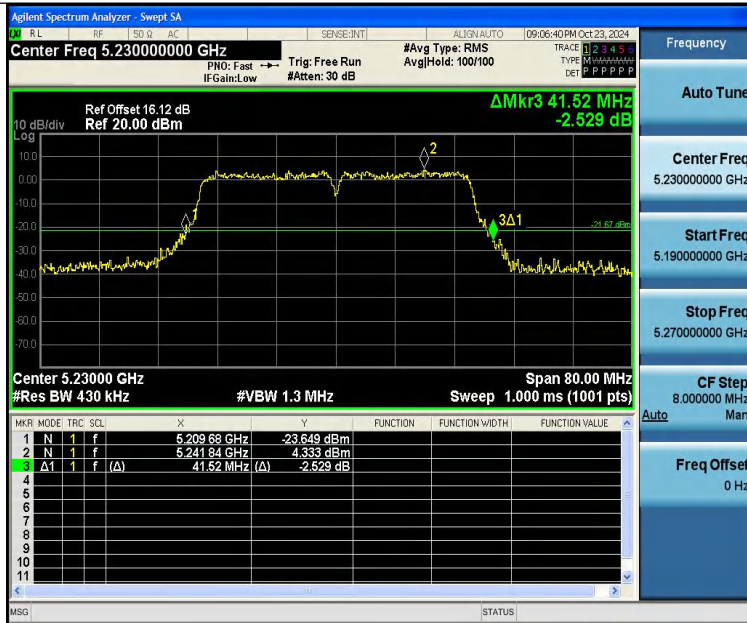 Agilent Spectrum Analyzer - Swept SA
RL RF 50 Ω AC SENSE:INT ALIGN AUTO 09:06:40 PM Oct 23, 2024
Center Freq 5.230000000 GHz
PNO: Fast
IFGain:Low
Trig: Free Run
#Atten: 30 dB
#Avg Type: RMS
Avg|Hold: 100/100
TRACE 1 2 3 4 5 6
TYPE M
DET P P P P P P
Ref Offset 16.12 dB
Ref 20.00 dBm
10 dB/div
Log
ΔMkr3 41.52 MHz
-2.529 dB
10.0
0.00
-10.0
-20.0
-30.0
-40.0
-50.0
-60.0
-70.0
1
2
3Δ1
-21.67 dBm
Center 5.23000 GHz Span 80.00 MHz
#Res BW 430 kHz #VBW 1.3 MHz Sweep 1.000 ms (1001 pts)
MKR MODE TRC SCL X Y FUNCTION FUNCTION WIDTH FUNCTION VALUE
1 N 1 f 5.209 68 GHz -23.649 dBm
2 N 1 f 5.241 84 GHz 4.333 dBm
3 Δ1 1 f (Δ) 41.52 MHz (Δ) -2.529 dB
4
5
6
7
8
9
10
11
MSG STATUS
Frequency
Auto Tune
Center Freq
5.230000000 GHz
Start Freq
5.190000000 GHz
Stop Freq
5.270000000 GHz
CF Step
8.000000 MHz
Auto Man
Freq Offset
0 Hz